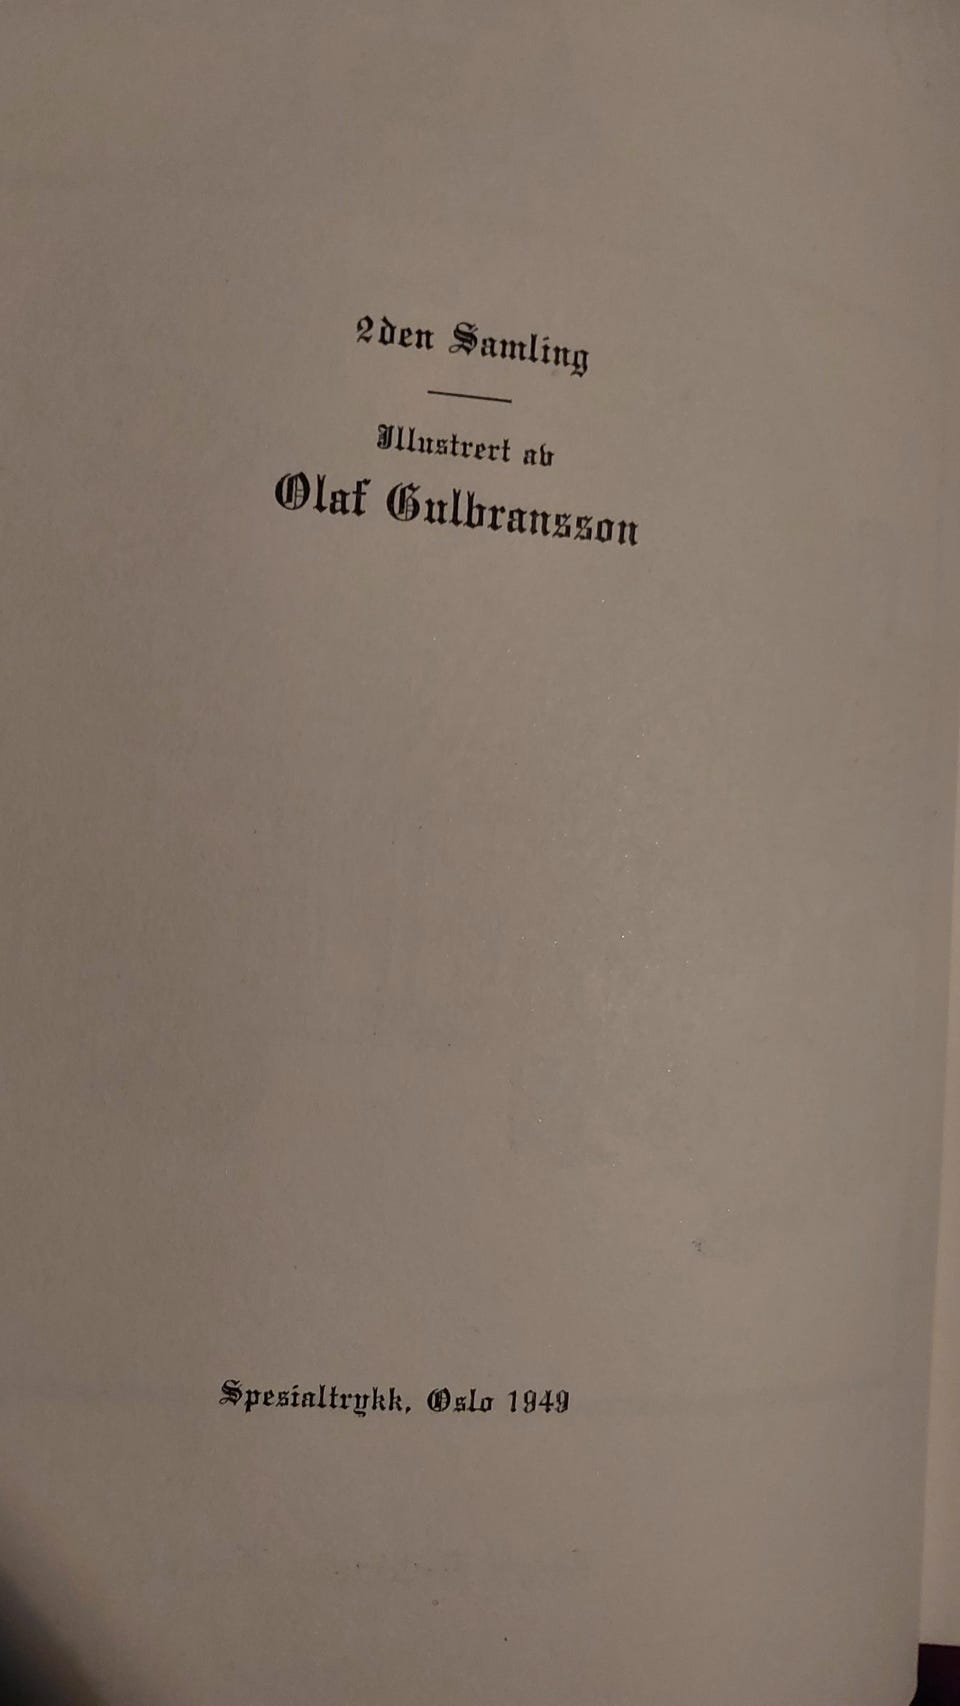 2den Samling
Illustrert av
Olaf Gulbransson
Spesialtrykk, Oslo 1949